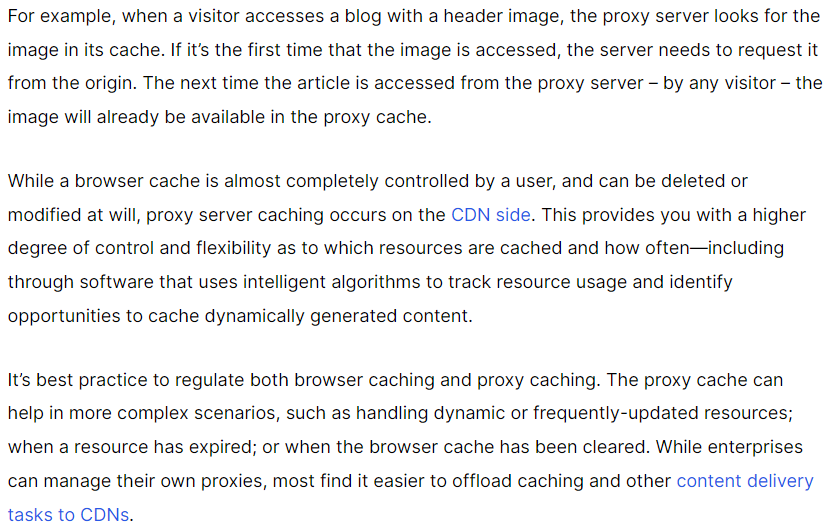 For example, when a visitor accesses a blog with a header image, the proxy server looks for the
image in its cache. If it’s the first time that the image is accessed, the server needs to request it
from the origin. The next time the article is accessed from the proxy server – by any visitor – the
image will already be available in the proxy cache.
While a browser cache is almost completely controlled by a user, and can be deleted or
modified at will, proxy server caching occurs on the CDN side. This provides you with a higher
degree of control and flexibility as to which resources are cached and how often—including
through software that uses intelligent algorithms to track resource usage and identify
opportunities to cache dynamically generated content.
It’s best practice to regulate both browser caching and proxy caching. The proxy cache can
help in more complex scenarios, such as handling dynamic or frequently-updated resources;
when a resource has expired; or when the browser cache has been cleared. While enterprises
can manage their own proxies, most find it easier to offload caching and other content delivery
tasks to CDNs.